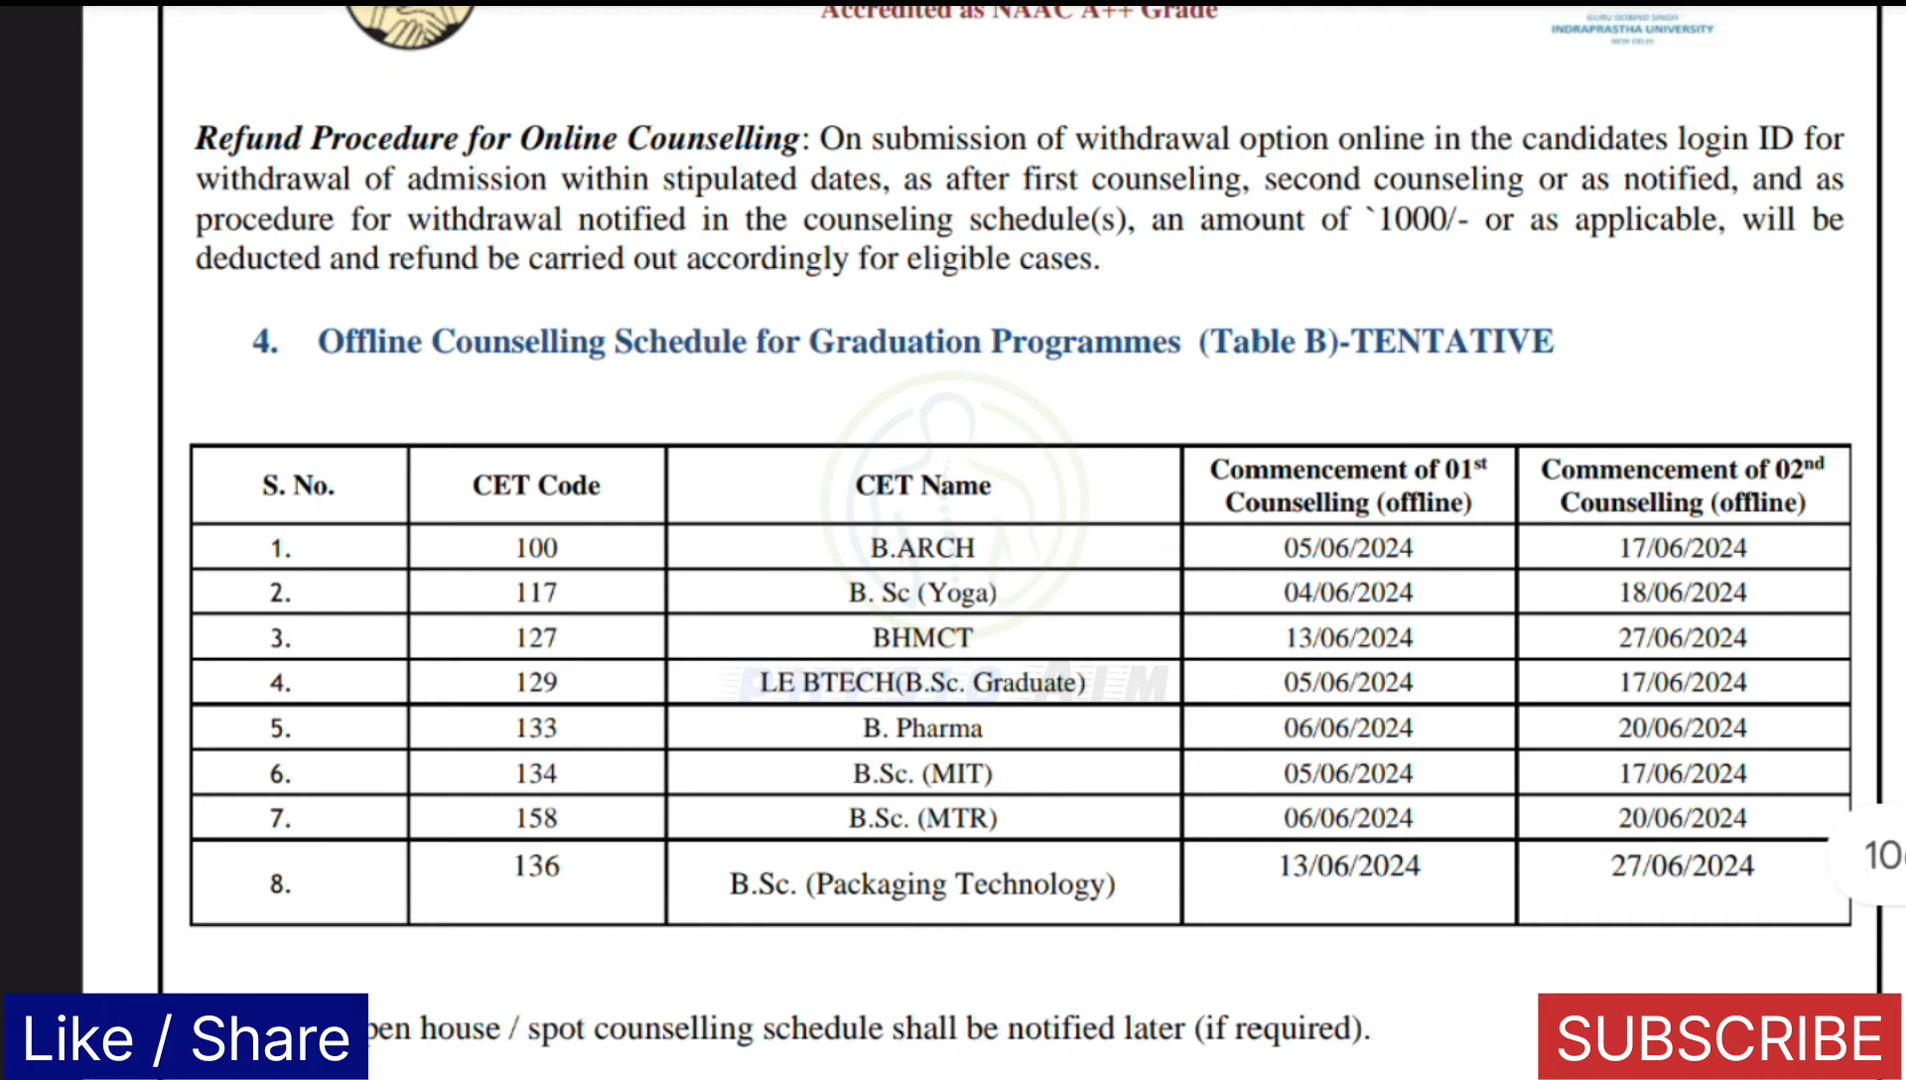 Accredited as NAAC A++ Grade
GURU GOBIND SINGH
INDRAPRASTHA UNIVERSITY
NEW DELHI
Refund Procedure for Online Counselling: On submission of withdrawal option online in the candidates login ID for
withdrawal of admission within stipulated dates, as after first counseling, second counseling or as notified, and as
procedure for withdrawal notified in the counseling schedule(s), an amount of `1000/- or as applicable, will be
deducted and refund be carried out accordingly for eligible cases.
4. Offline Counselling Schedule for Graduation Programmes (Table B)-TENTATIVE
S. No. CET Code CET Name Commencement of 01st Counselling (offline) Commencement of 02nd Counselling (offline)
1. 100 B.ARCH 05/06/2024 17/06/2024
2. 117 B. Sc (Yoga) 04/06/2024 18/06/2024
3. 127 BHMCT 13/06/2024 27/06/2024
4. 129 LE BTECH(B.Sc. Graduate) 05/06/2024 17/06/2024
5. 133 B. Pharma 06/06/2024 20/06/2024
6. 134 B.Sc. (MIT) 05/06/2024 17/06/2024
7. 158 B.Sc. (MTR) 06/06/2024 20/06/2024
8. 136 B.Sc. (Packaging Technology) 13/06/2024 27/06/2024
pen house / spot counselling schedule shall be notified later (if required).
Like / Share
SUBSCRIBE